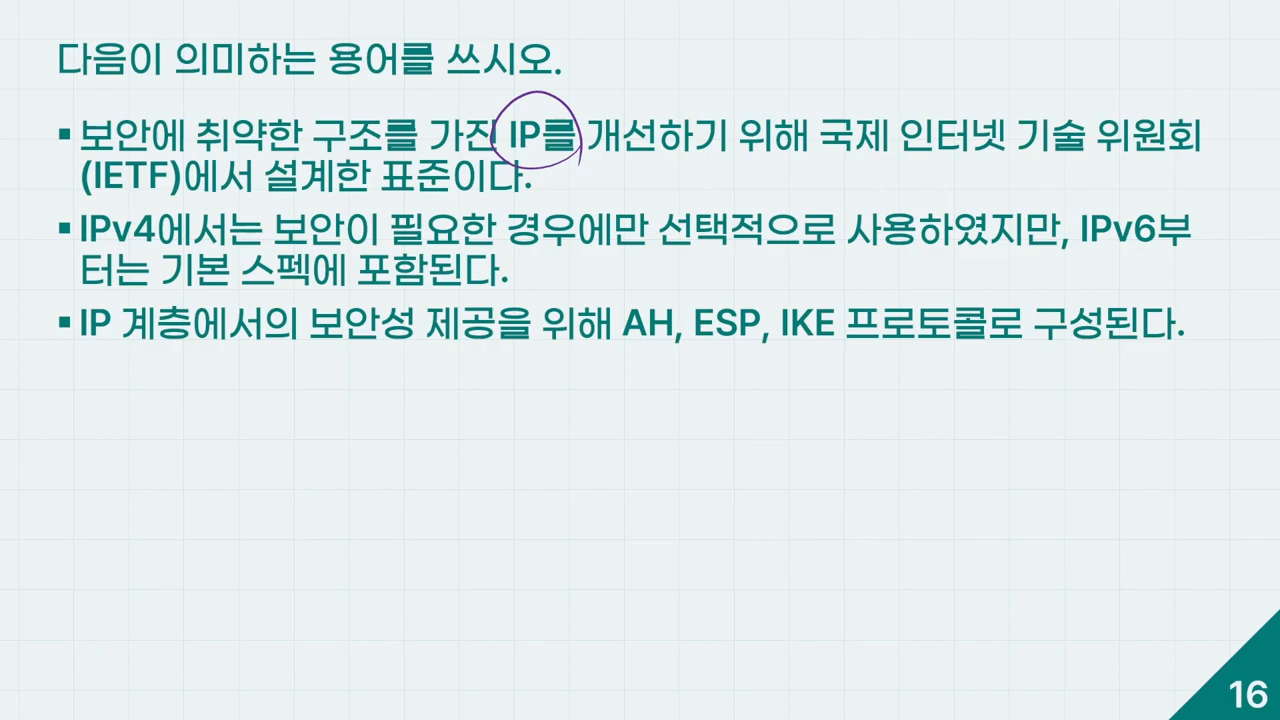 다음이 의미하는 용어를 쓰시오.
▪ 보안에 취약한 구조를 가진 IP를 개선하기 위해 국제 인터넷 기술 위원회
(IETF)에서 설계한 표준이다.
▪ IPv4에서는 보안이 필요한 경우에만 선택적으로 사용하였지만, IPv6부
터는 기본 스펙에 포함된다.
▪ IP 계층에서의 보안성 제공을 위해 AH, ESP, IKE 프로토콜로 구성된다.
16